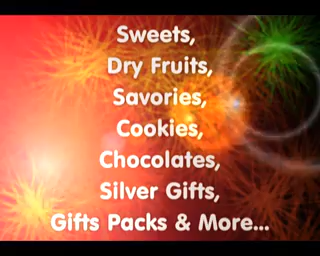 Sweets,
Dry Fruits,
Savories,
Cookies,
Chocolates,
Silver Gifts,
Gifts Packs & More...